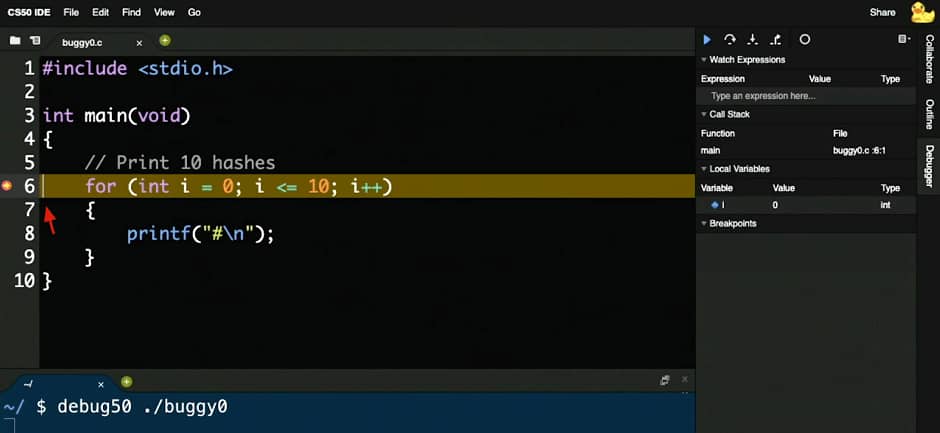 CS50 IDE File Edit Find View Go Share
buggy0.c × +
1 #include <stdio.h>
2
3 int main(void)
4 {
5     // Print 10 hashes
6     for (int i = 0; i <= 10; i++)
7     {
8         printf("#\n");
9     }
10 }
~/ × +
~/ $ debug50 ./buggy0
Watch Expressions
Expression Value Type
Type an expression here...
Call Stack
Function File
main buggy0.c :6:1
Local Variables
Variable Value Type
i 0 int
Breakpoints
Collaborate
Outline
Debugger